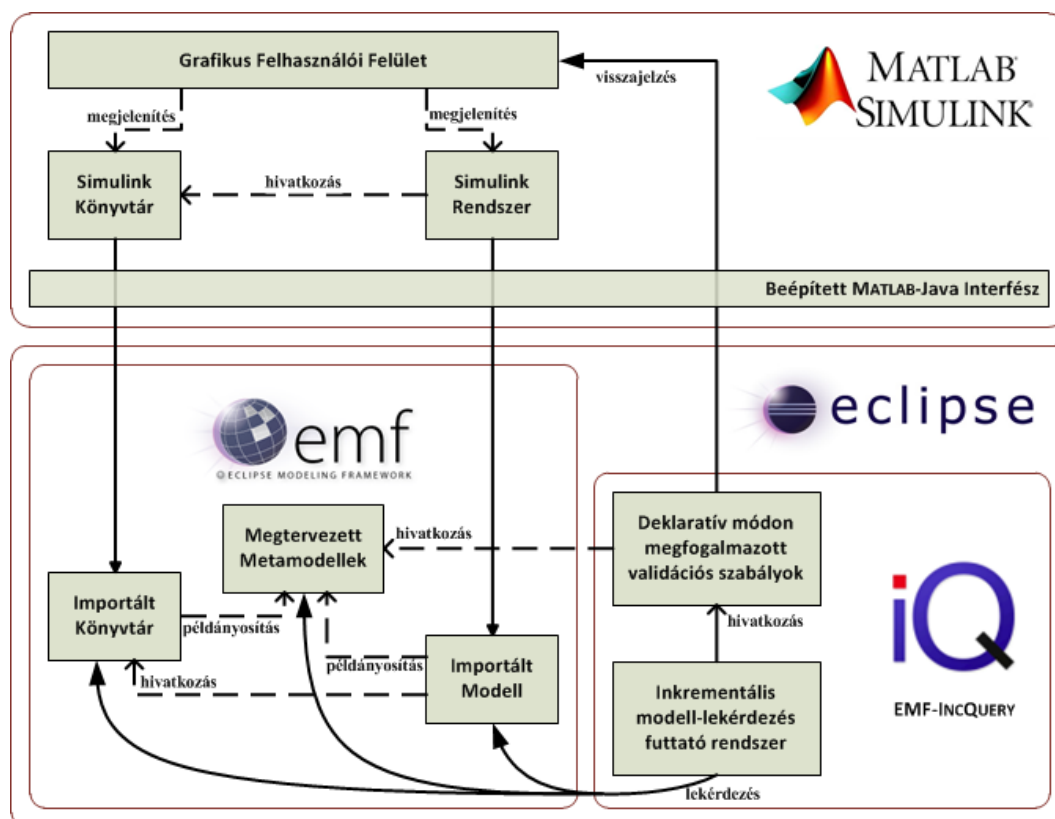 Grafikus Felhasználói Felület
visszajelzés
MATLAB®
SIMULINK®
megjelenítés
megjelenítés
Simulink
Könyvtár
hivatkozás
Simulink
Rendszer
Beépített MATLAB-Java Interfész
eclipse
emf
ECLIPSE MODELING FRAMEWORK
Megtervezett
Metamodellek
hivatkozás
Deklaratív módon
megfogalmazott
validációs szabályok
iQ
Importált
Könyvtár
példányosítás
hivatkozás
példányosítás
Importált
Modell
hivatkozás
Inkrementális
modell-lekérdezés
futtató rendszer
EMF-INCQUERY
lekérdezés